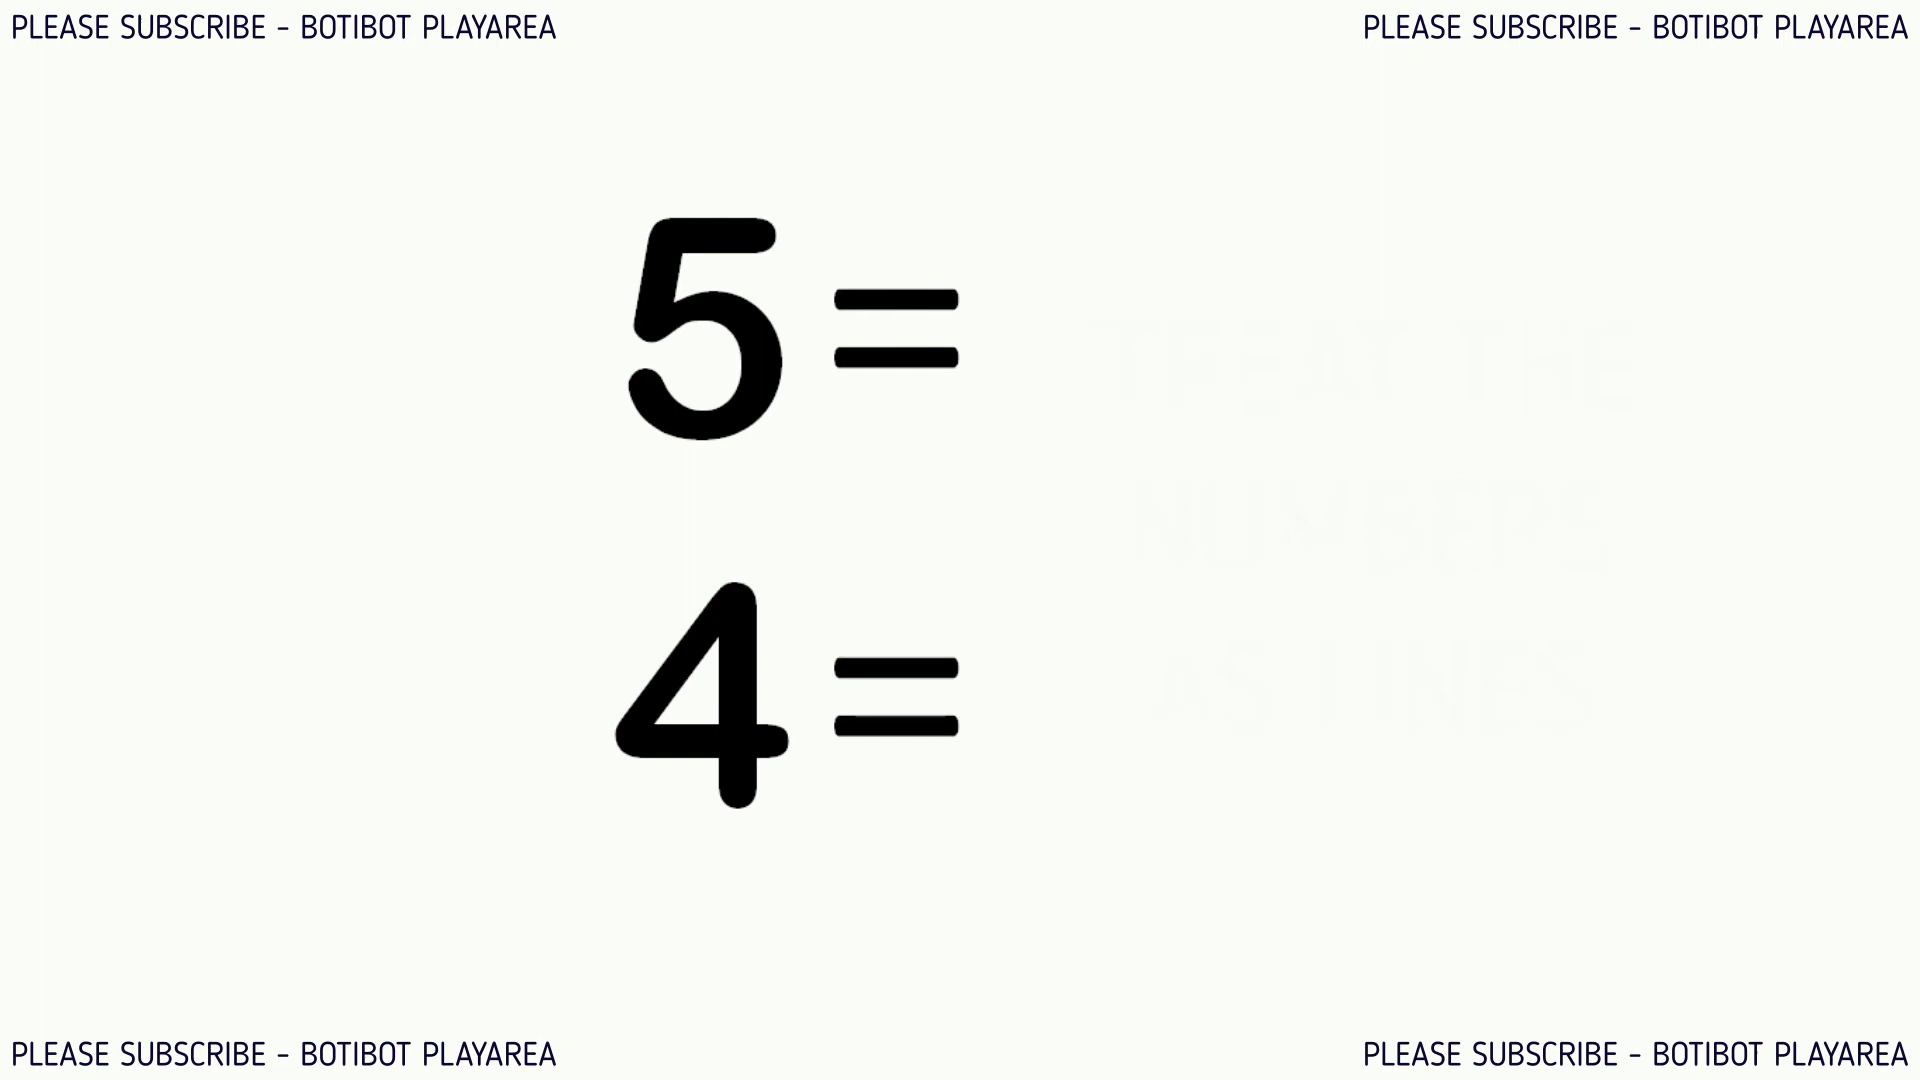 PLEASE SUBSCRIBE - BOTIBOT PLAYAREA
PLEASE SUBSCRIBE - BOTIBOT PLAYAREA
5=
TREAT THE
NUMBERS
4=
AS LINES
PLEASE SUBSCRIBE - BOTIBOT PLAYAREA
PLEASE SUBSCRIBE - BOTIBOT PLAYAREA